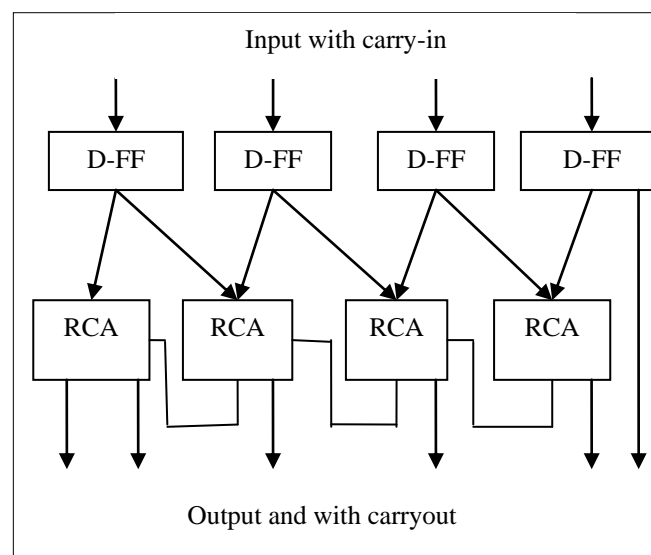 Input with carry-in
D-FF D-FF D-FF D-FF
RCA RCA RCA RCA
Output and with carryout